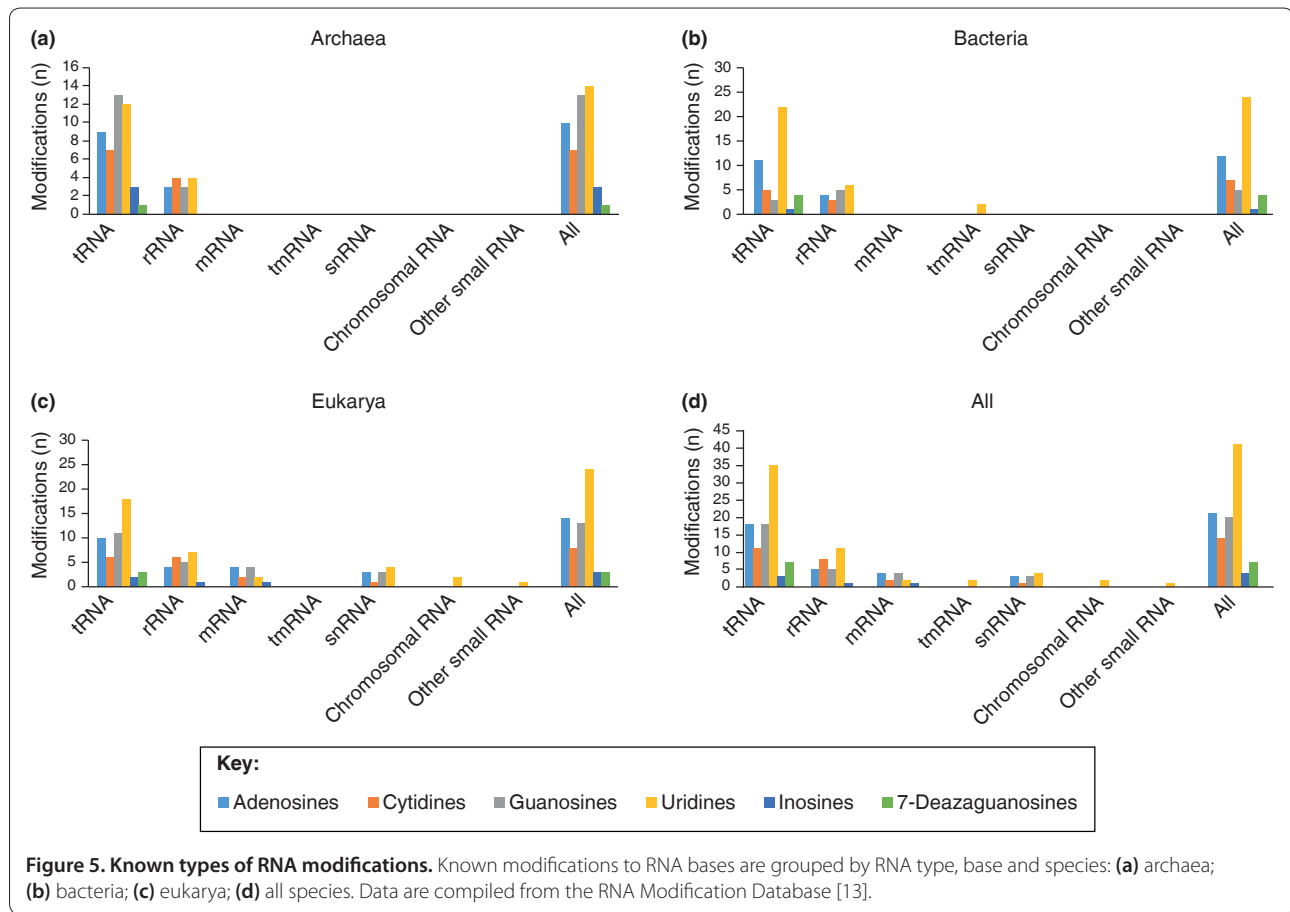 (a)
Archaea
Modifications (n)
16
14
12
10
8
6
4
2
0
tRNA
rRNA
mRNA
tmRNA
snRNA
Chromosomal RNA
Other small RNA
All
(b)
Bacteria
Modifications (n)
30
25
20
15
10
5
0
tRNA
rRNA
mRNA
tmRNA
snRNA
Chromosomal RNA
Other small RNA
All
(c)
Eukarya
Modifications (n)
30
25
20
15
10
5
0
tRNA
rRNA
mRNA
tmRNA
snRNA
Chromosomal RNA
Other small RNA
All
(d)
All
Modifications (n)
45
40
35
30
25
20
15
10
5
0
tRNA
rRNA
mRNA
tmRNA
snRNA
Chromosomal RNA
Other small RNA
All
Key:
Adenosines Cytidines Guanosines Uridines Inosines 7-Deazaguanosines
Figure 5. Known types of RNA modifications. Known modifications to RNA bases are grouped by RNA type, base and species: (a) archaea;
(b) bacteria; (c) eukarya; (d) all species. Data are compiled from the RNA Modification Database [13].